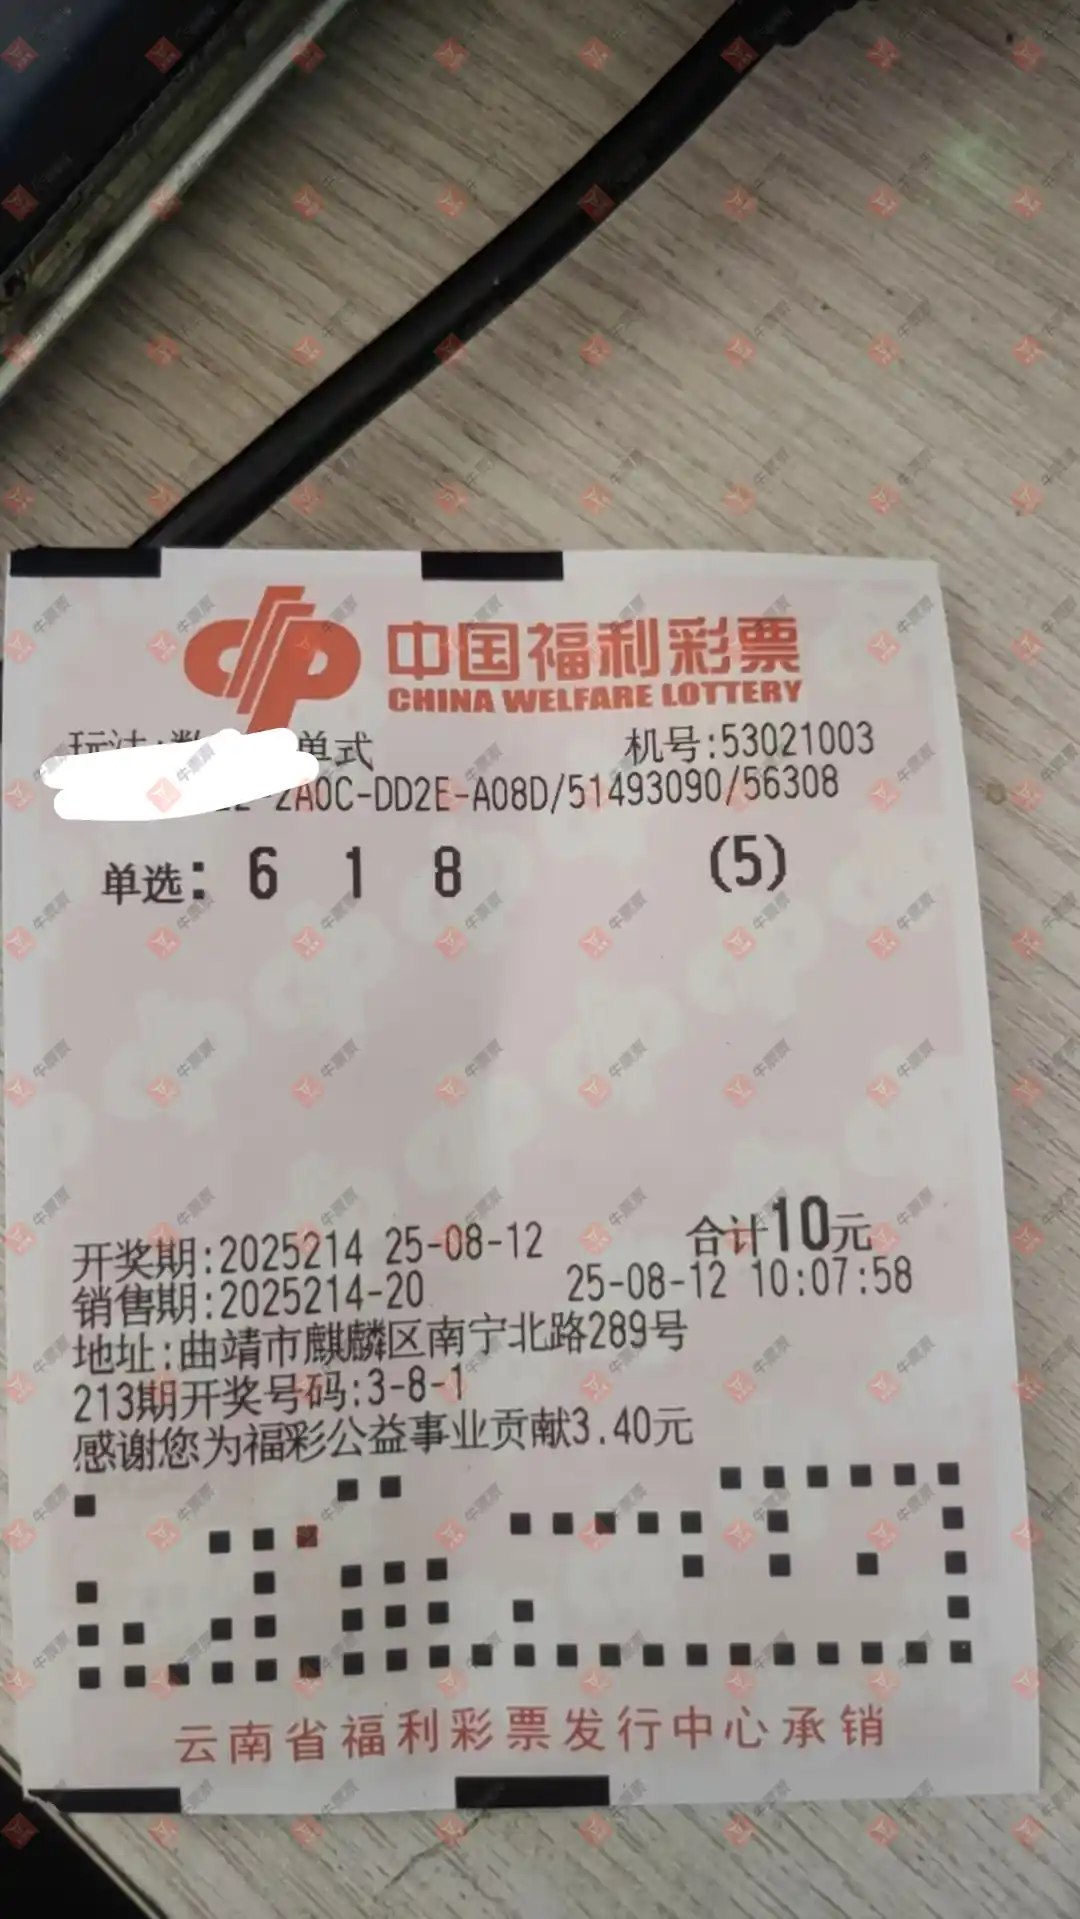 中国福利彩票
CHINA WELFARE LOTTERY
单式 机号:53021003
2A0C-DD2E-A08D/51493090/56308
单选: 6 1 8 (5)
合计10元
开奖期:2025214 25-08-12
销售期:2025214-20 25-08-12 10:07:58
地址:曲靖市麒麟区南宁北路289号
213期开奖号码:3-8-1
感谢您为福彩公益事业贡献3.40元
云南省福利彩票发行中心承销